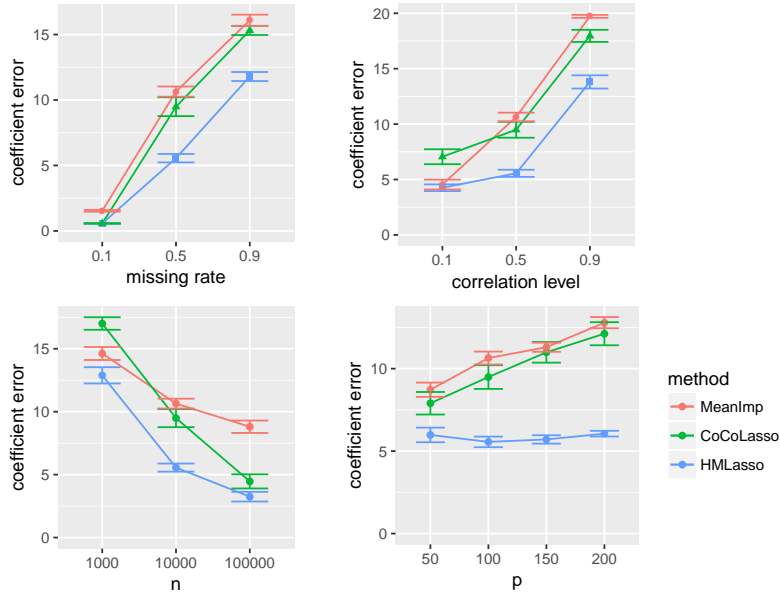 coefficient error
15
10
5
0
0.1 0.5 0.9
missing rate
coefficient error
20
15
10
5
0
0.1 0.5 0.9
correlation level
coefficient error
15
10
5
0
1000 10000 100000
n
coefficient error
10
5
0
50 100 150 200
p
method
MeanImp
CoCoLasso
HMLasso